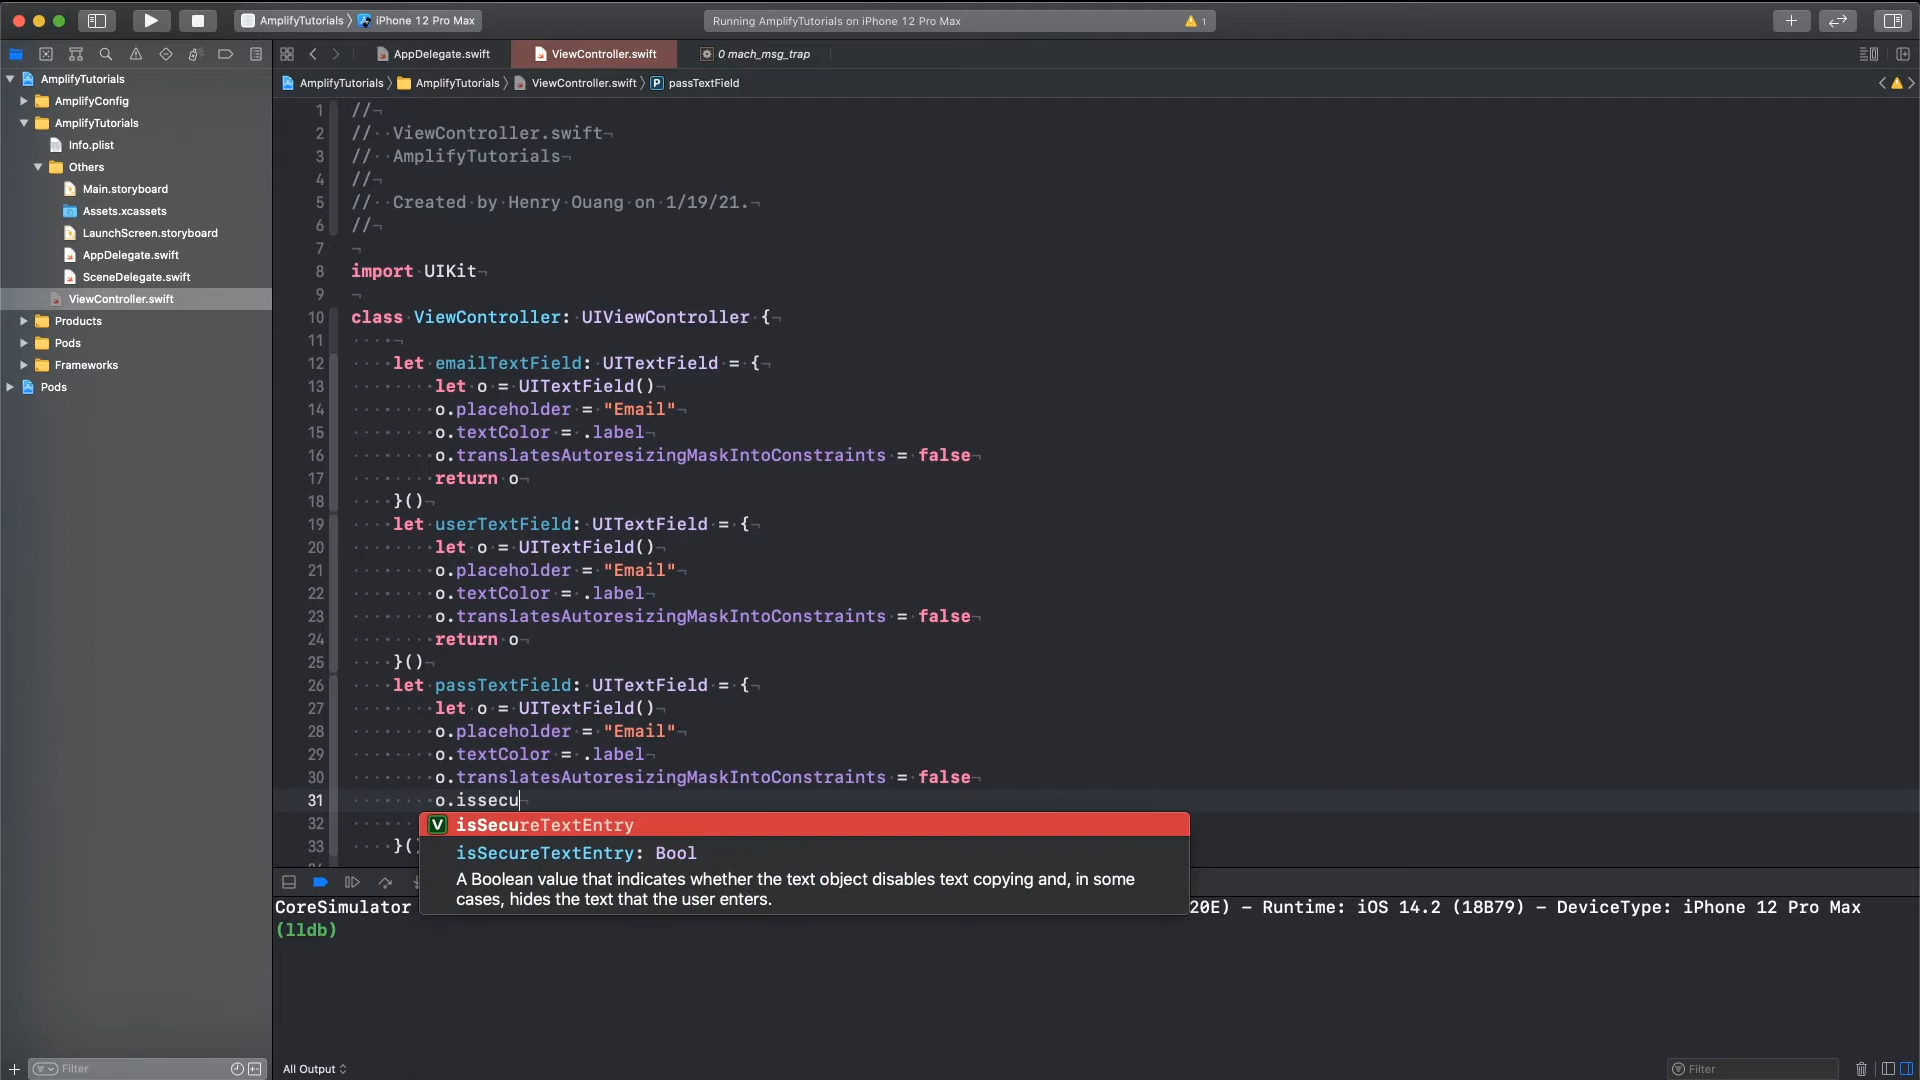 AmplifyTutorials 〉 iPhone 12 Pro Max
Running AmplifyTutorials on iPhone 12 Pro Max
1
AppDelegate.swift
ViewController.swift
0 mach_msg_trap
AmplifyTutorials 〉 AmplifyTutorials 〉 ViewController.swift 〉 P passTextField
AmplifyTutorials
AmplifyConfig
AmplifyTutorials
Info.plist
Others
Main.storyboard
Assets.xcassets
LaunchScreen.storyboard
AppDelegate.swift
SceneDelegate.swift
ViewController.swift
Products
Pods
Frameworks
Pods
1 //
2 // ViewController.swift
3 // AmplifyTutorials
4 //
5 // Created by Henry Ouang on 1/19/21.
6 //
7
8 import UIKit
9
10 class ViewController: UIViewController {
11
12 let emailTextField: UITextField = {
13 let o = UITextField()
14 o.placeholder = "Email"
15 o.textColor = .label
16 o.translatesAutoresizingMaskIntoConstraints = false
17 return o
18 }()
19 let userTextField: UITextField = {
20 let o = UITextField()
21 o.placeholder = "Email"
22 o.textColor = .label
23 o.translatesAutoresizingMaskIntoConstraints = false
24 return o
25 }()
26 let passTextField: UITextField = {
27 let o = UITextField()
28 o.placeholder = "Email"
29 o.textColor = .label
30 o.translatesAutoresizingMaskIntoConstraints = false
31 o.issecu
32
33 }(
V isSecureTextEntry
isSecureTextEntry: Bool
A Boolean value that indicates whether the text object disables text copying and, in some
cases, hides the text that the user enters.
CoreSimulator 20E) - Runtime: iOS 14.2 (18B79) - DeviceType: iPhone 12 Pro Max
(lldb)
Filter
All Output
Filter